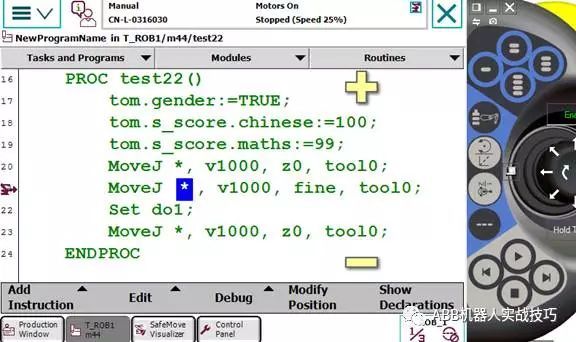 Manual
CN-L-0316030
Motors On
Stopped (Speed 25%)
NewProgramName in T_ROB1/m44/test22
Tasks and Programs
Modules
Routines
16 PROC test22()
17 tom.gender:=TRUE;
18 tom.s_score.chinese:=100;
19 tom.s_score.maths:=99;
20 MoveJ *, v1000, z0, tool0;
21 MoveJ *, v1000, fine, tool0;
22 Set do1;
23 MoveJ *, v1000, z0, tool0;
24 ENDPROC
Add Instruction
Edit
Debug
Modify Position
Show Declarations
Production Window
T_ROB1 m44
SafeMove Visualizer
Control Panel
1/3
Ena
Hold T
ABB机器人实战技巧